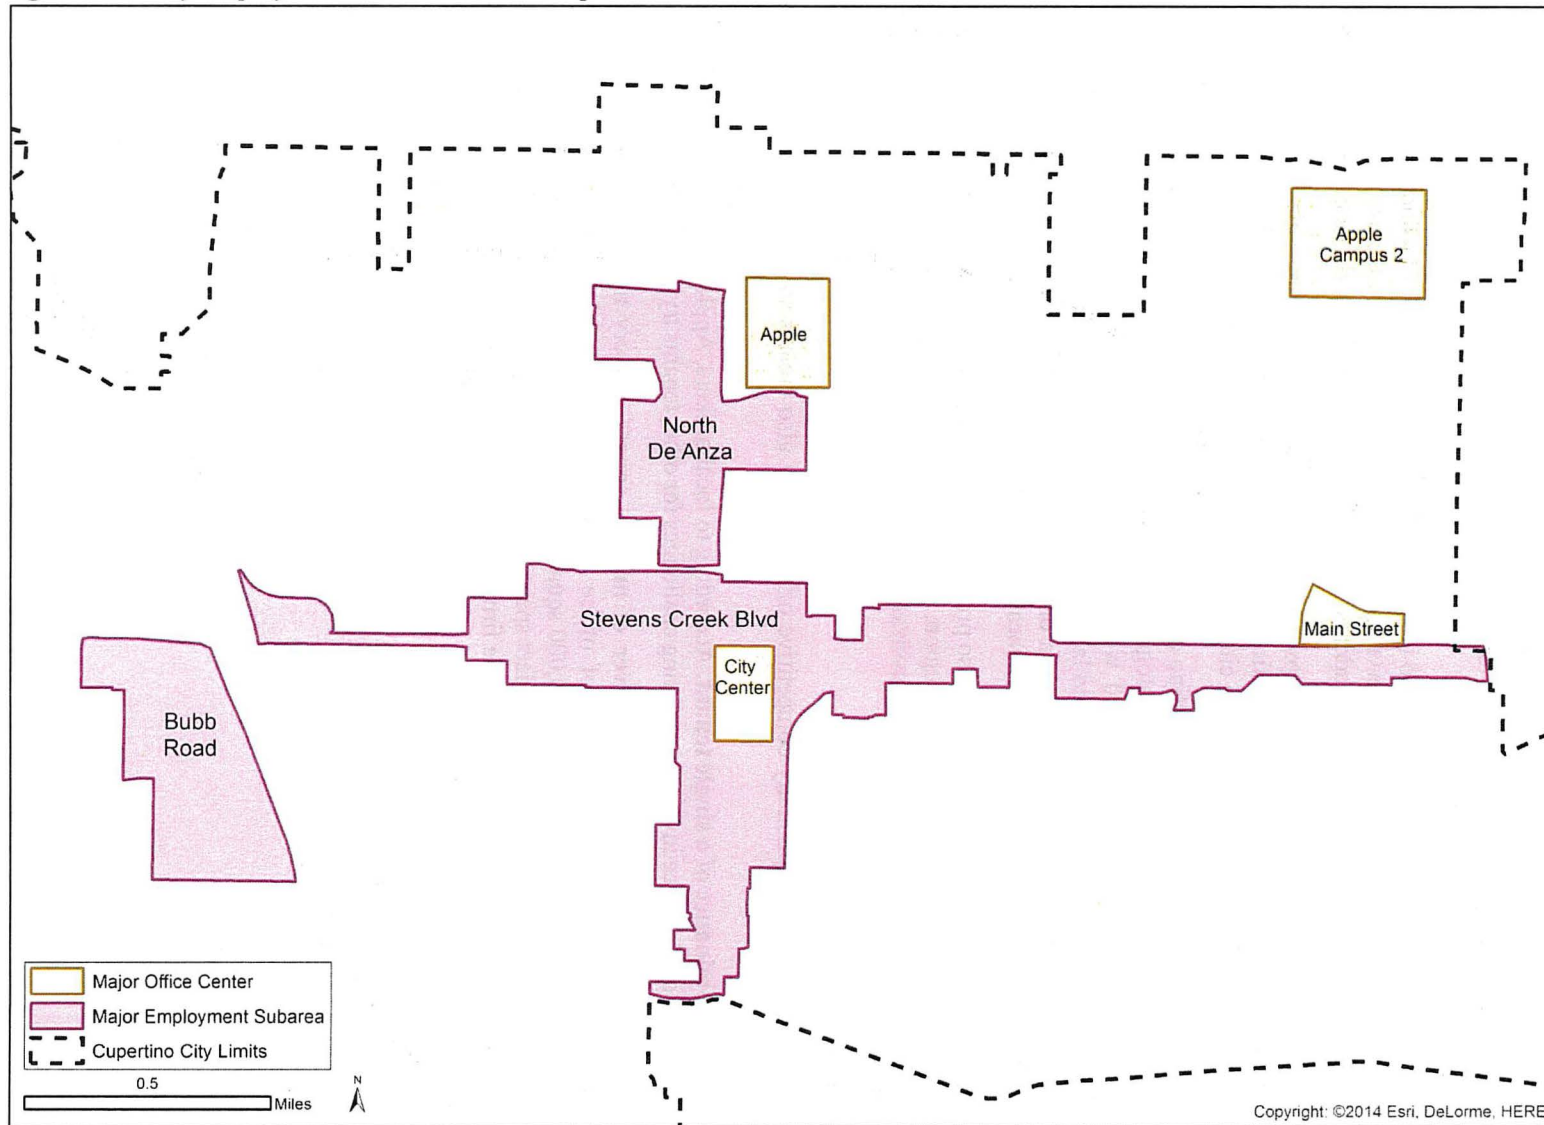 Apple
Campus 2
Apple
North
De Anza
Stevens Creek Blvd
Main Street
City
Center
Bubb
Road
Major Office Center
Major Employment Subarea
Cupertino City Limits
0.5
Miles
N
Copyright: ©2014 Esri, DeLorme, HERE